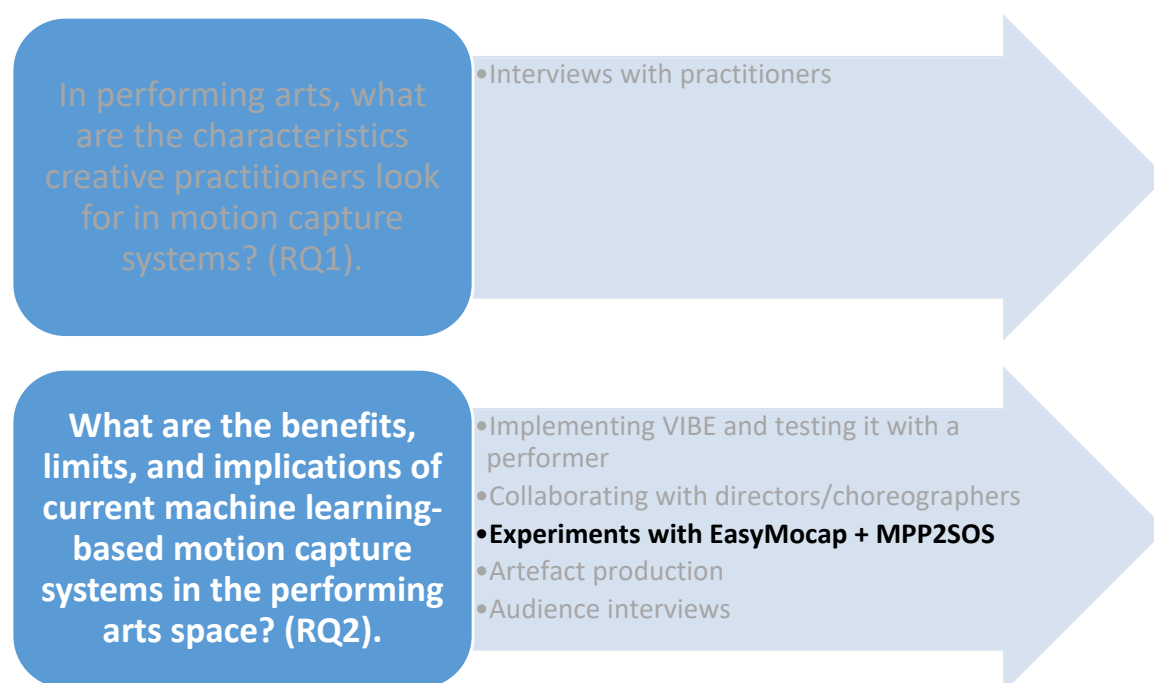 In performing arts, what
are the characteristics
creative practitioners look
for in motion capture
systems? (RQ1).
•Interviews with practitioners
What are the benefits,
limits, and implications of
current machine learning-
based motion capture
systems in the performing
arts space? (RQ2).
•Implementing VIBE and testing it with a
performer
•Collaborating with directors/choreographers
•Experiments with EasyMocap + MPP2SOS
•Artefact production
•Audience interviews